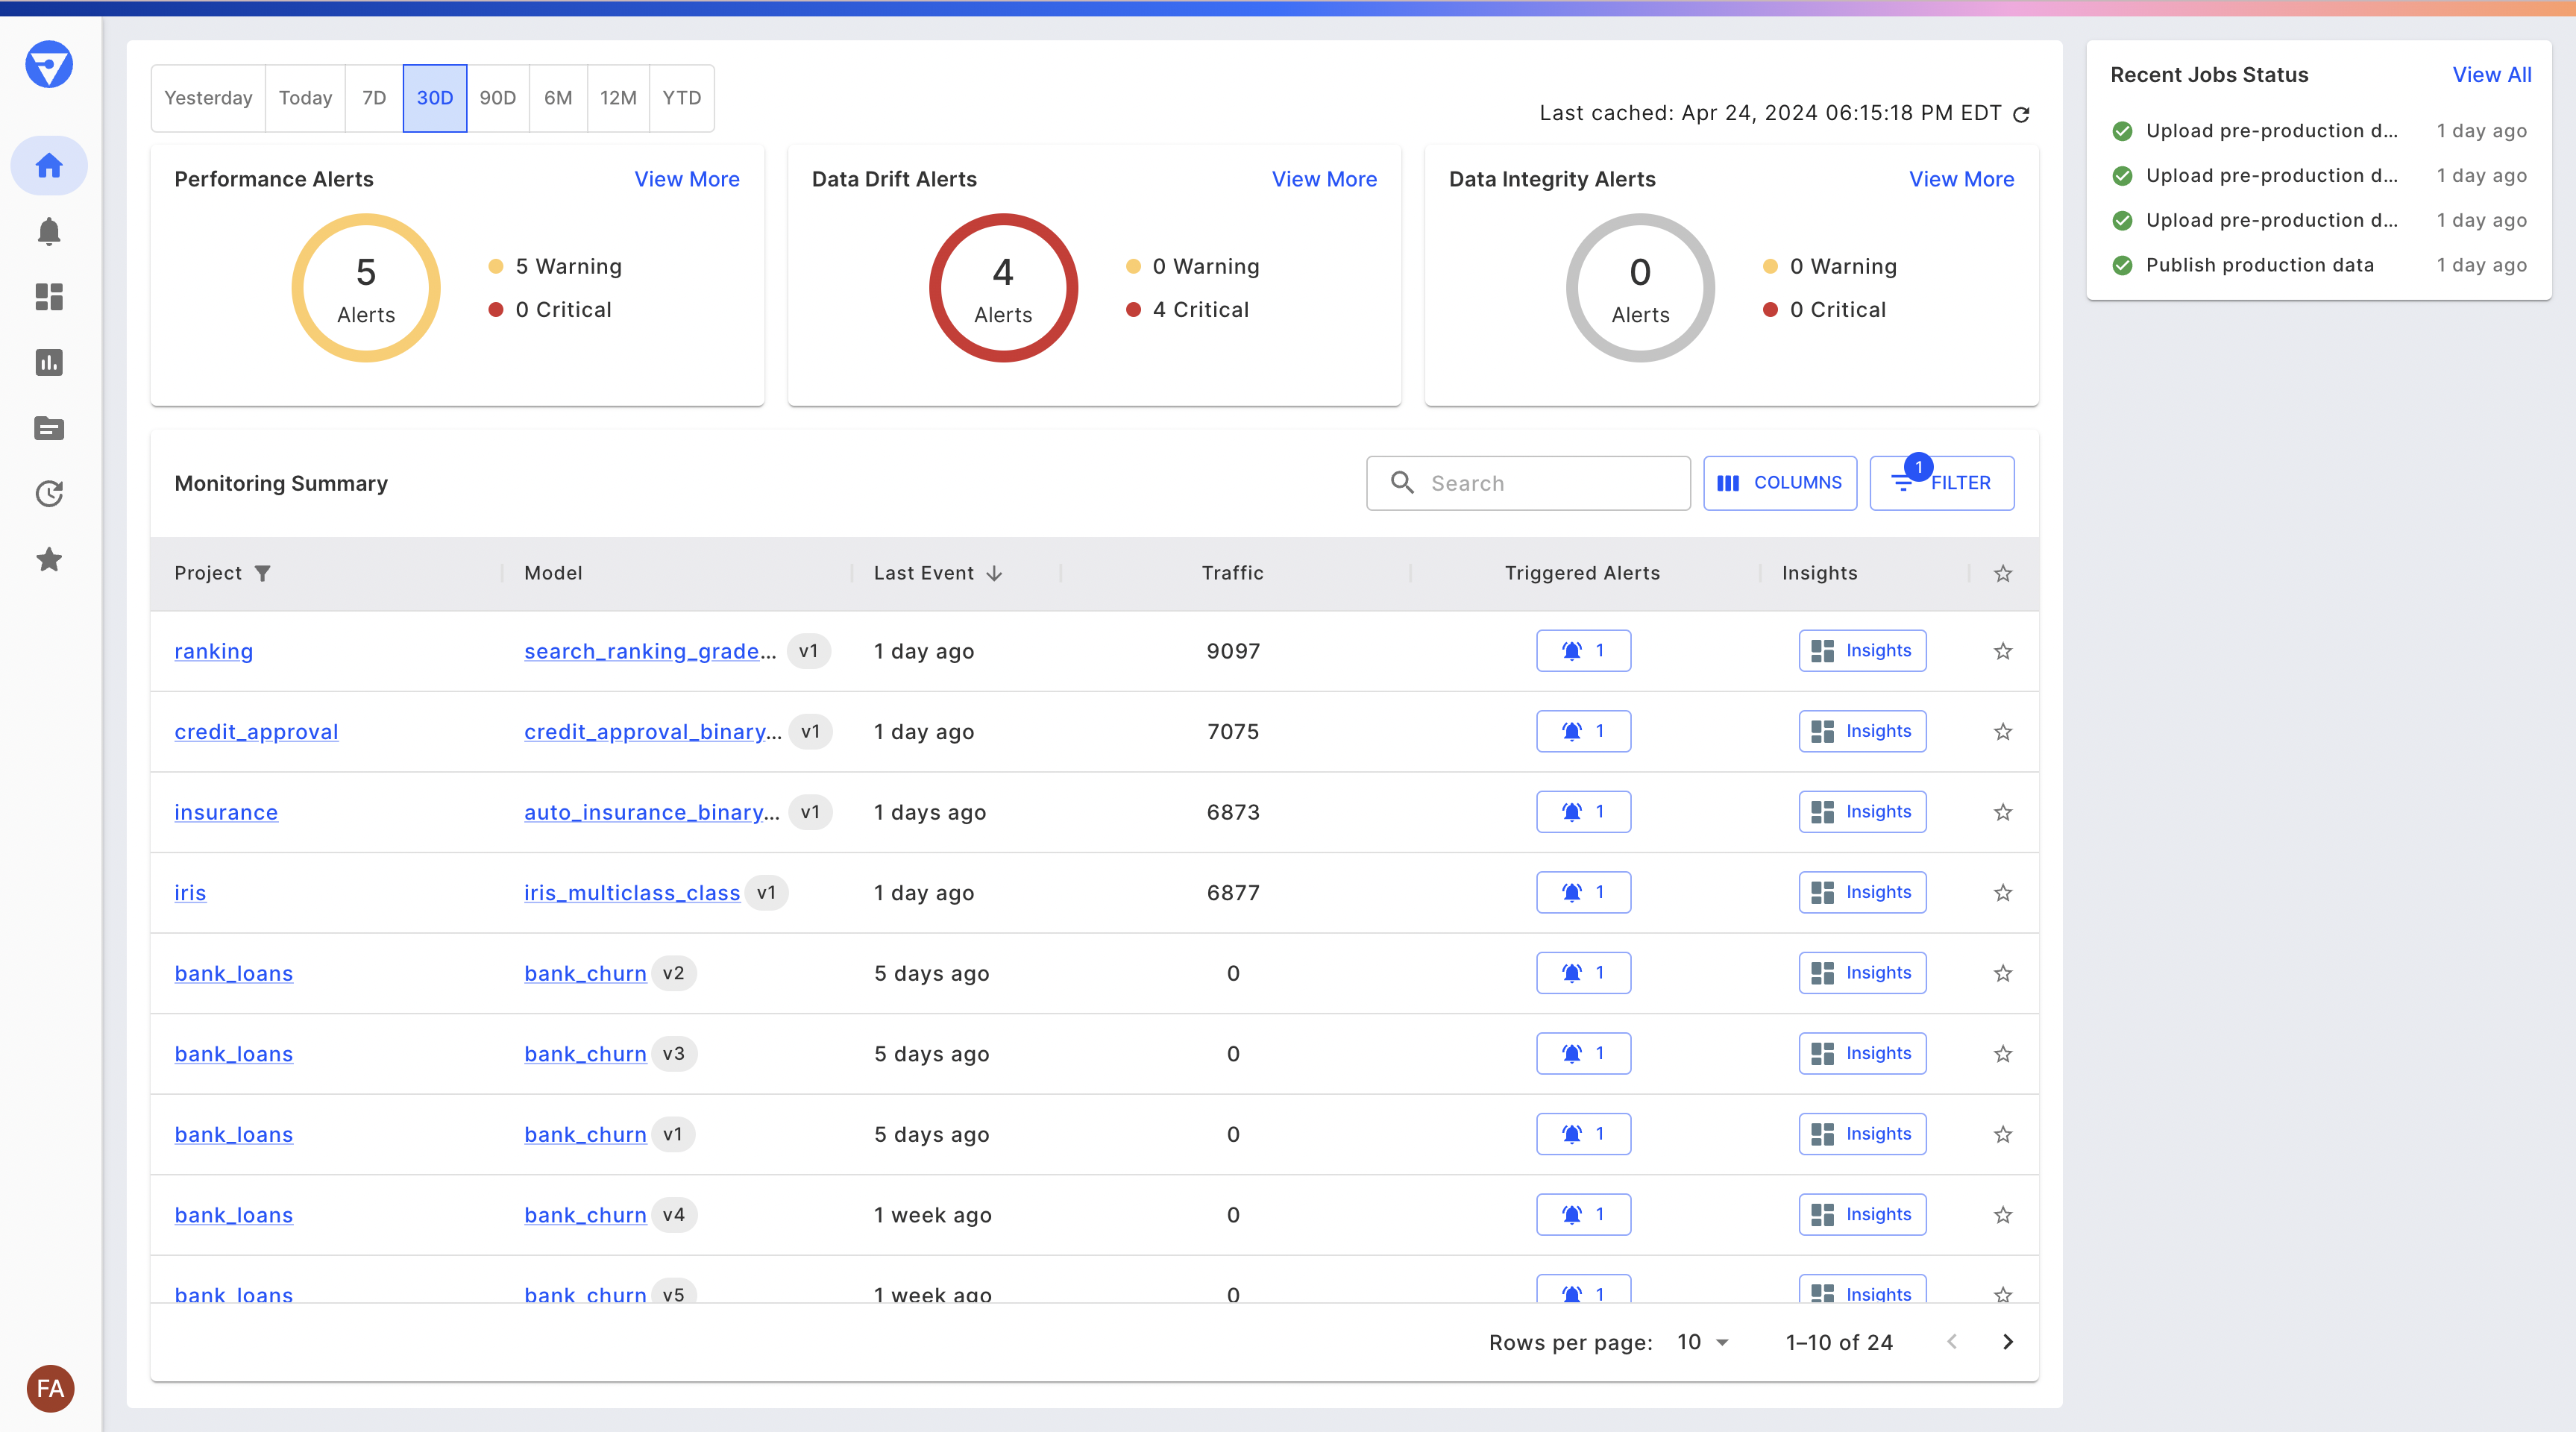 Yesterday Today 7D 30D 90D 6M 12M YTD
Last cached: Apr 24, 2024 06:15:18 PM EDT
Performance Alerts View More
5
Alerts
5 Warning
0 Critical
Data Drift Alerts View More
4
Alerts
0 Warning
4 Critical
Data Integrity Alerts View More
0
Alerts
0 Warning
0 Critical
Recent Jobs Status View All
Upload pre-production d... 1 day ago
Upload pre-production d... 1 day ago
Upload pre-production d... 1 day ago
Publish production data 1 day ago
Monitoring Summary Search COLUMNS 1 FILTER
Project Model Last Event Traffic Triggered Alerts Insights
ranking search_ranking_grade... v1 1 day ago 9097 1 Insights
credit_approval credit_approval_binary... v1 1 day ago 7075 1 Insights
insurance auto_insurance_binary... v1 1 days ago 6873 1 Insights
iris iris_multiclass_class v1 1 day ago 6877 1 Insights
bank_loans bank_churn v2 5 days ago 0 1 Insights
bank_loans bank_churn v3 5 days ago 0 1 Insights
bank_loans bank_churn v1 5 days ago 0 1 Insights
bank_loans bank_churn v4 1 week ago 0 1 Insights
bank_loans bank_churn v5 1 week ago 0 1 Insights
Rows per page: 10 1–10 of 24
FA